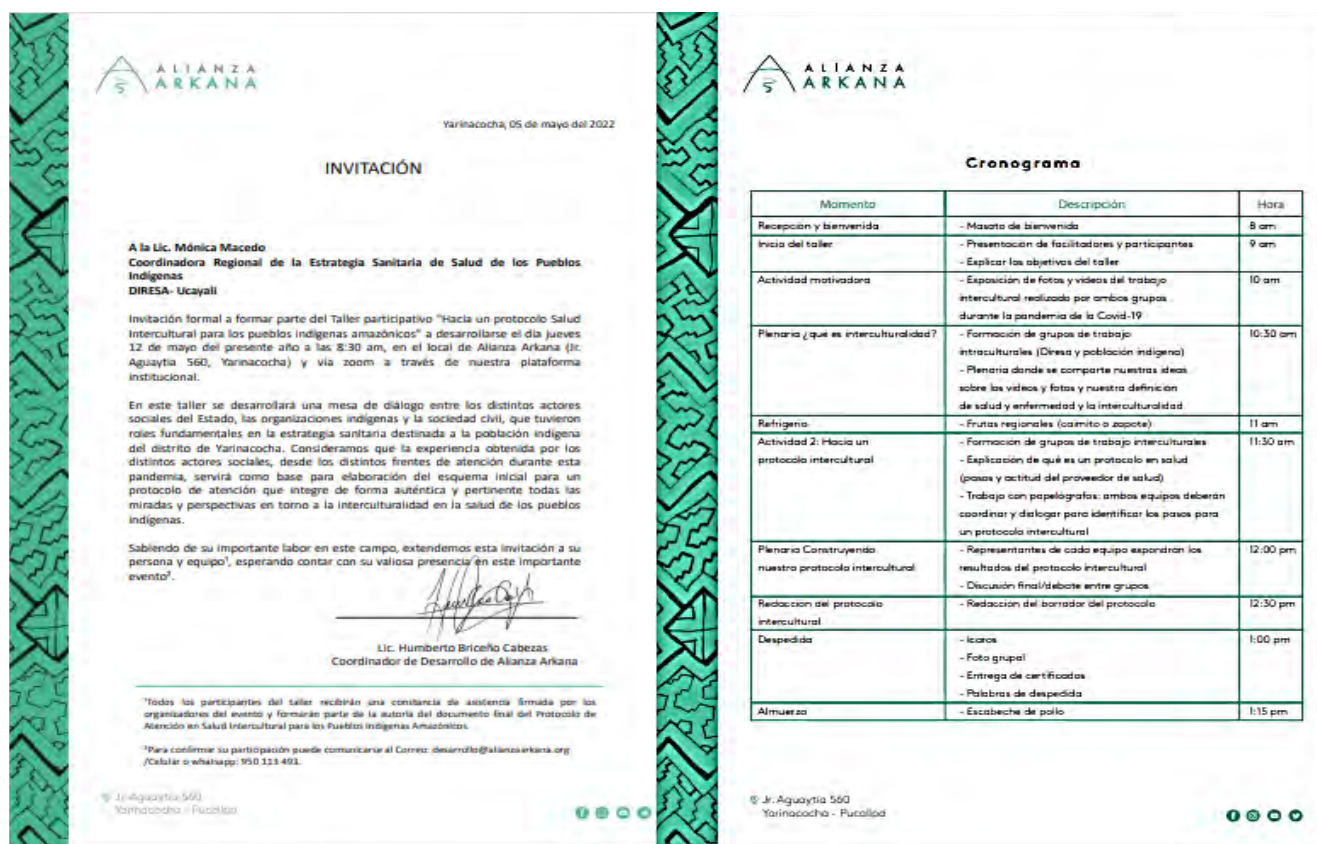 ALIANZA
ARKANA
Yarinacocha, 05 de mayo del 2022
INVITACIÓN
A la Lic. Mónica Macedo
Coordinadora Regional de la Estrategia Sanitaria de Salud de los Pueblos
Indígenas
DIRESA- Ucayali
Invitación formal a formar parte del Taller participativo "Hacia un protocolo Salud
Intercultural para los pueblos indígenas amazónicos" a desarrollarse el día jueves
12 de mayo del presente año a las 8:30 am, en el local de Alianza Arkana (Jr.
Aguaytia 560, Yarinacocha) y vía zoom a través de nuestra plataforma
institucional.
En este taller se desarrollará una mesa de diálogo entre los distintos actores
sociales del Estado, las organizaciones indígenas y la sociedad civil, que tuvieron
roles fundamentales en la estrategia sanitaria destinada a la población indígena
del distrito de Yarinacocha. Consideramos que la experiencia obtenida por los
distintos actores sociales, desde los distintos frentes de atención durante esta
pandemia, servirá como base para elaboración del esquema inicial para un
protocolo de atención que integre de forma auténtica y pertinente todas las
miradas y perspectivas en torno a la interculturalidad en la salud de los pueblos
indígenas.
Sabiendo de su importante labor en este campo, extendemos esta invitación a su
persona y equipo¹, esperando contar con su valiosa presencia en este importante
evento².
Lic. Humberto Briceño Cabezas
Coordinador de Desarrollo de Alianza Arkana
¹Todos los participantes del taller recibirán una constancia de asistencia firmada por los
organizadores del evento y formarán parte de la autoría del documento final del Protocolo de
Atención en Salud Intercultural para los Pueblos Indígenas Amazónicos.
²Para confirmar su participación puede comunicarse al Correo: desarrollo@alianzaarkana.org
/Celular o whatsapp: 950 113 493.
Jr. Aguaytia 560
Yarinacocha - Pucallpa
ALIANZA
ARKANA
Cronograma
Momento Descripción Hora
Recepción y bienvenida - Masato de bienvenida 8 am
Inicio del taller - Presentación de facilitadores y participantes 9 am
- Explicar los objetivos del taller
Actividad motivadora - Exposición de fotos y videos del trabajo 10 am
intercultural realizado por ambos grupos
durante la pandemia de la Covid-19
Plenaria ¿qué es interculturalidad? - Formación de grupos de trabajo 10:30 am
intraculturales (Diresa y población indígena)
- Plenaria donde se comparte nuestras ideas
sobre los videos y fotos y nuestra definición
de salud y enfermedad y la interculturalidad
Refrigerio - Frutas regionales (caimito o zapote) 11 am
Actividad 2: Hacia un - Formación de grupos de trabajo interculturales 11:30 am
protocolo intercultural - Explicación de qué es un protocolo en salud
(pasos y actitud del proveedor de salud)
- Trabajo con papelógrafos: ambos equipos deberán
coordinar y dialogar para identificar los pasos para
un protocolo intercultural
Plenaria Construyendo - Representantes de cada equipo expondrán los 12:00 pm
nuestro protocolo intercultural resultados del protocolo intercultural
- Discusión final/debate entre grupos
Redacción del protocolo - Redacción del borrador del protocolo 12:30 pm
intercultural
Despedida - Icaros 1:00 pm
- Foto grupal
- Entrega de certificados
- Palabras de despedida
Almuerzo - Escabeche de pollo 1:15 pm
Jr. Aguaytia 560
Yarinacocha - Pucallpa